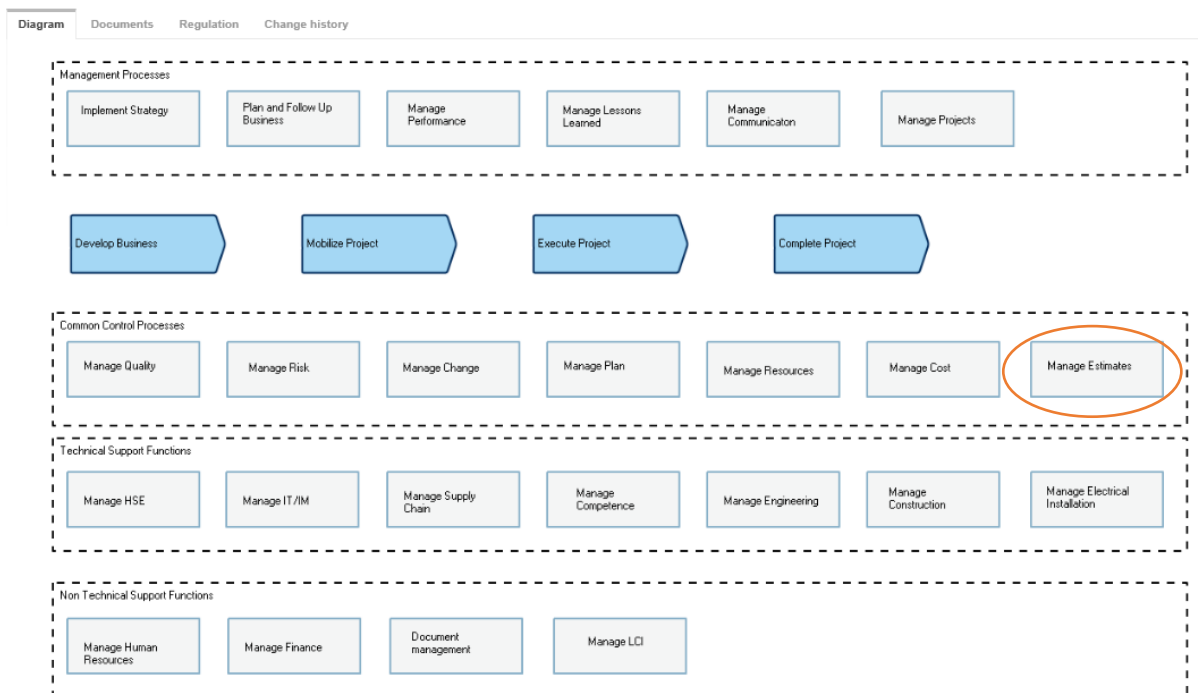 Diagram Documents Regulation Change history
Management Processes
Implement Strategy
Plan and Follow Up
Business
Manage
Performance
Manage Lessons
Learned
Manage
Communicaton
Manage Projects
Develop Business
Mobilize Project
Execute Project
Complete Project
Common Control Processes
Manage Quality
Manage Risk
Manage Change
Manage Plan
Manage Resources
Manage Cost
Manage Estimates
Technical Support Functions
Manage HSE
Manage IT/IM
Manage Supply
Chain
Manage
Competence
Manage Engineering
Manage
Construction
Manage Electrical
Installation
Non Technical Support Functions
Manage Human
Resources
Manage Finance
Document
management
Manage LCI